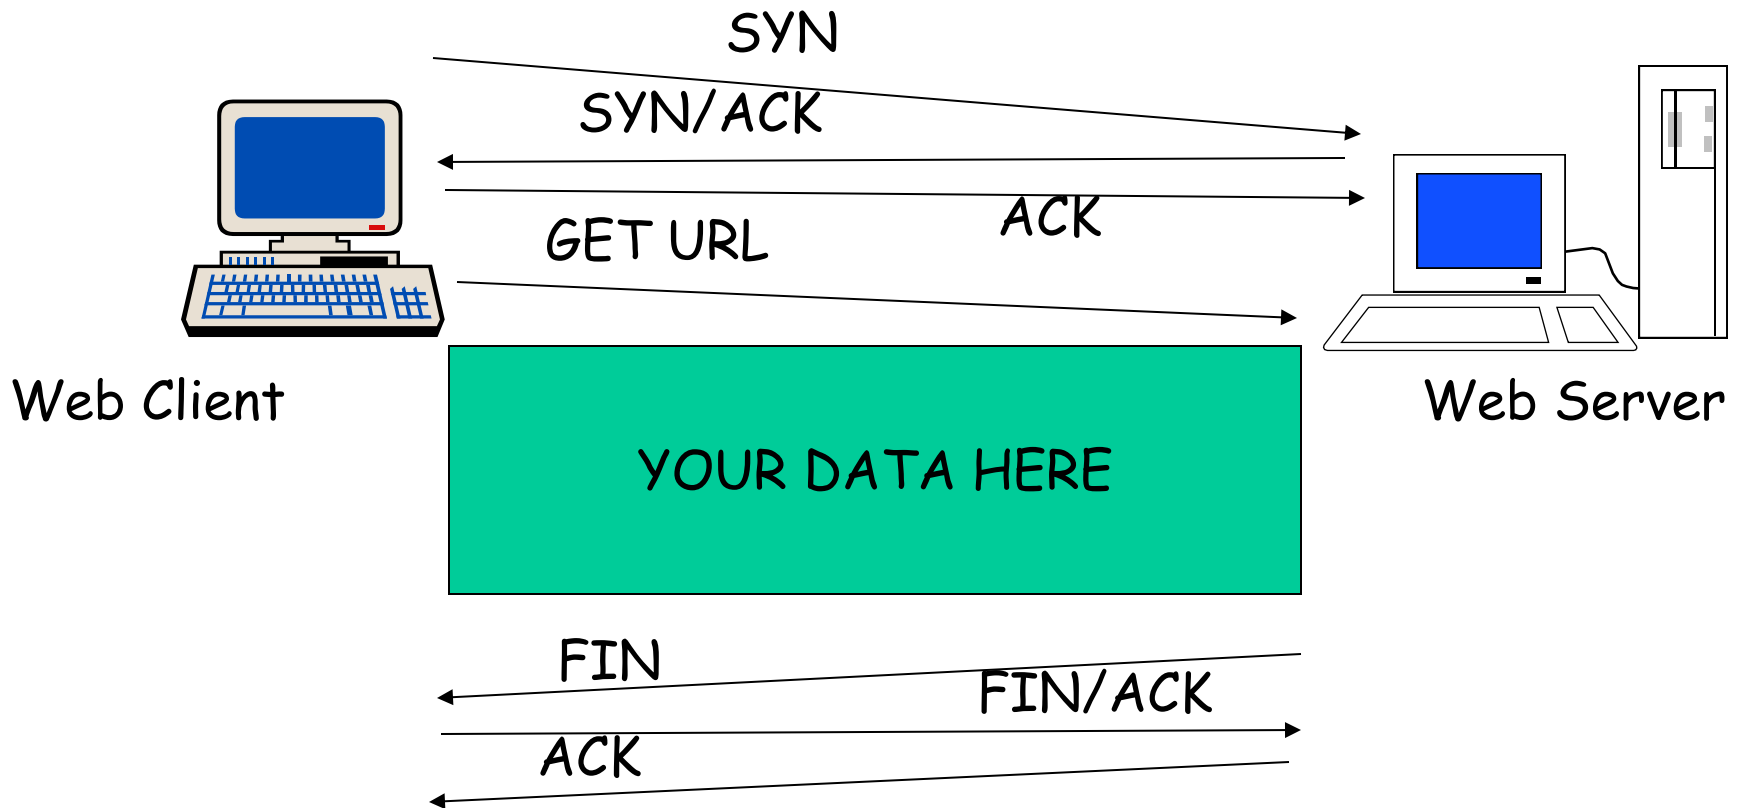 SYN
SYN/ACK
ACK
GET URL
Web Client
Web Server
YOUR DATA HERE
FIN
FIN/ACK
ACK